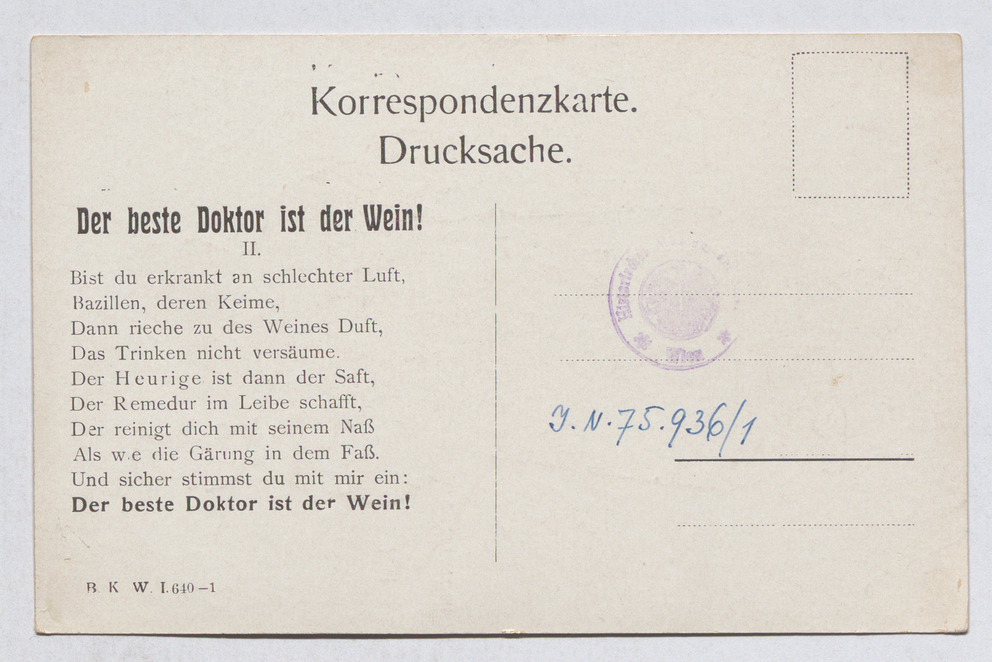 Korrespondenzkarte.
Drucksache.
Der beste Doktor ist der Wein!
II.
Bist du erkrankt an schlechter Luft,
Bazillen, deren Keime,
Dann rieche zu des Weines Duft,
Das Trinken nicht versäume.
Der Heurige ist dann der Saft,
Der Remedur im Leibe schafft,
Der reinigt dich mit seinem Naß
Als wie die Gärung in dem Faß.
Und sicher stimmst du mit mir ein:
Der beste Doktor ist der Wein!
B. K. W. I. 640–1
Wien
J. N. 75.936/1